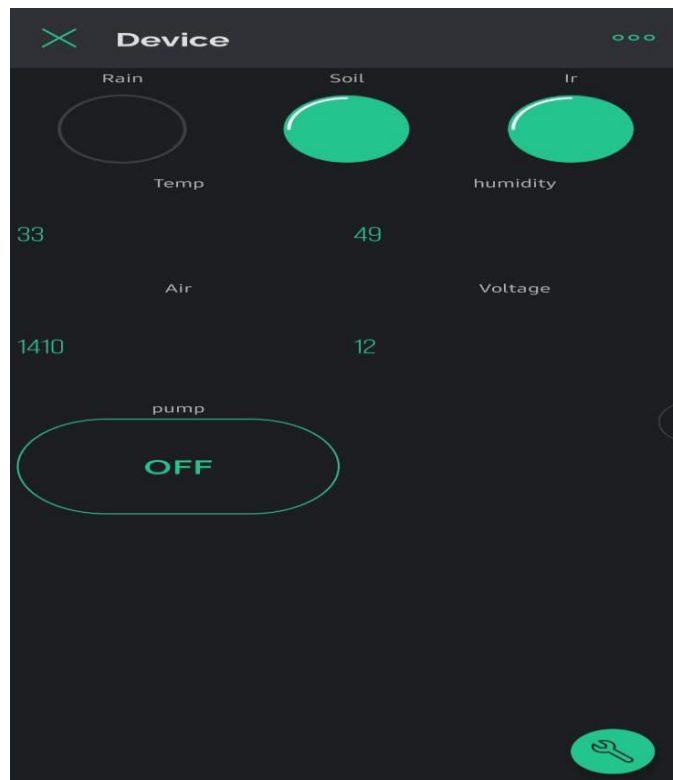 Device
Rain Soil Ir
Temp humidity
33 49
Air Voltage
1410 12
pump
OFF